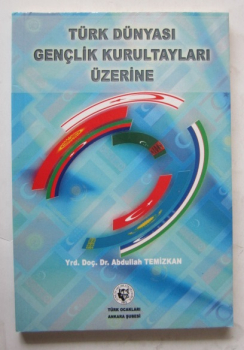 TÜRK DÜNYASI
GENÇLİK KURULTAYLARI
ÜZERİNE
Yrd. Doç. Dr. Abdullah TEMİZKAN
TÜRK OCAKLARI
ANKARA ŞUBESİ